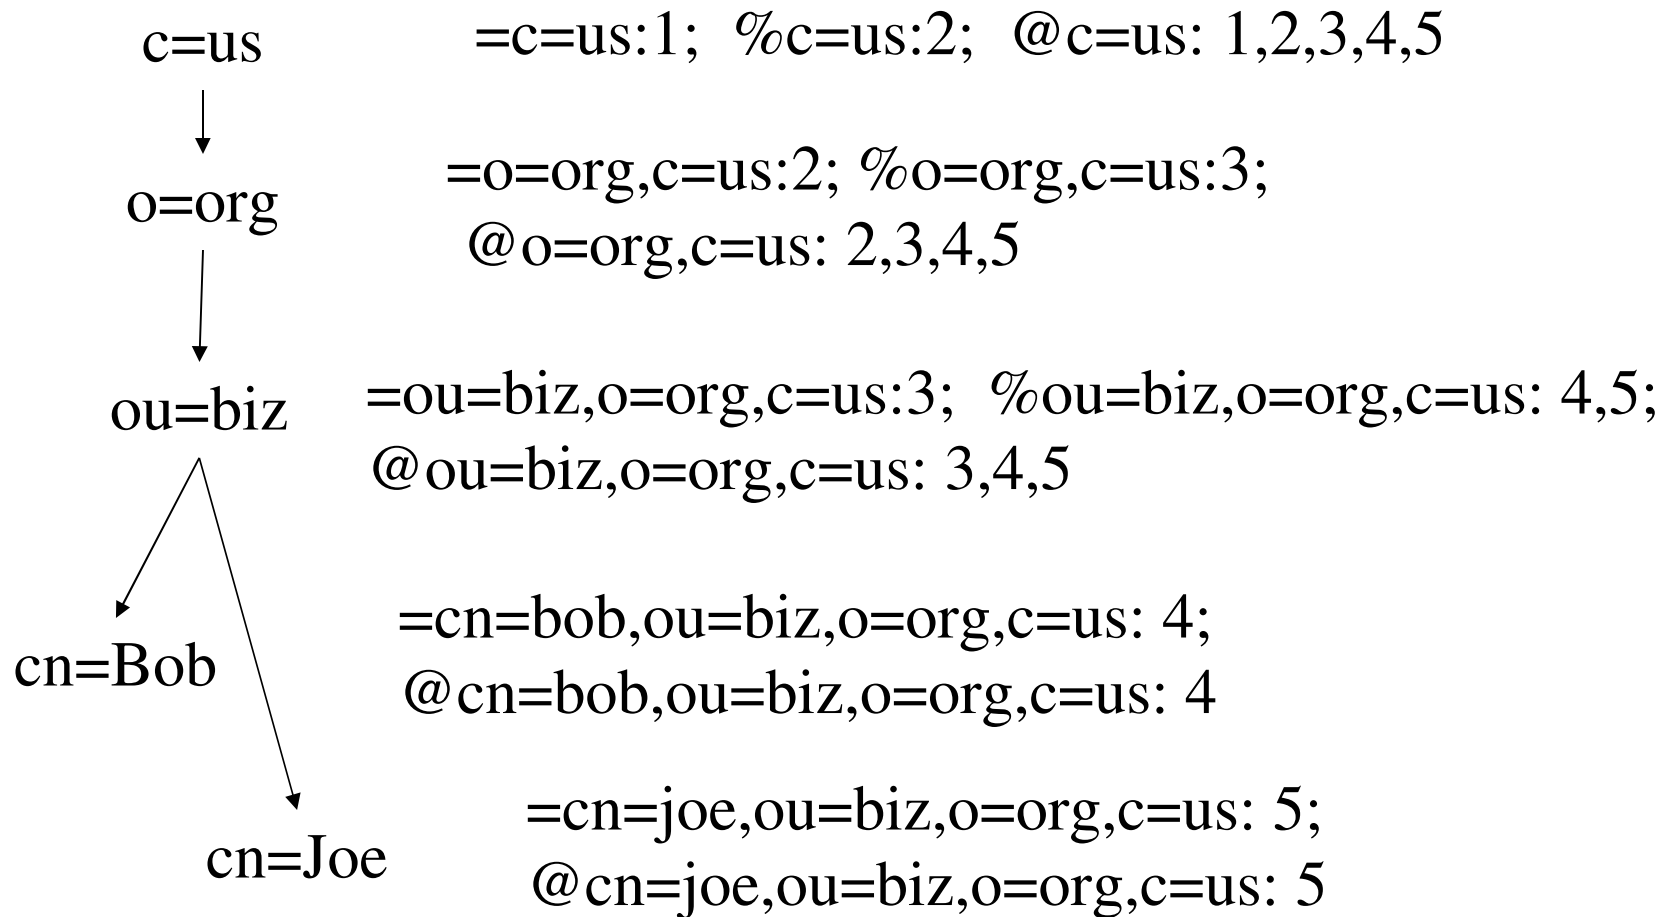 c=us
=c=us:1; %c=us:2; @c=us: 1,2,3,4,5
o=org
=o=org,c=us:2; %o=org,c=us:3;
@o=org,c=us: 2,3,4,5
ou=biz
=ou=biz,o=org,c=us:3; %ou=biz,o=org,c=us: 4,5;
@ou=biz,o=org,c=us: 3,4,5
cn=Bob
=cn=bob,ou=biz,o=org,c=us: 4;
@cn=bob,ou=biz,o=org,c=us: 4
cn=Joe
=cn=joe,ou=biz,o=org,c=us: 5;
@cn=joe,ou=biz,o=org,c=us: 5